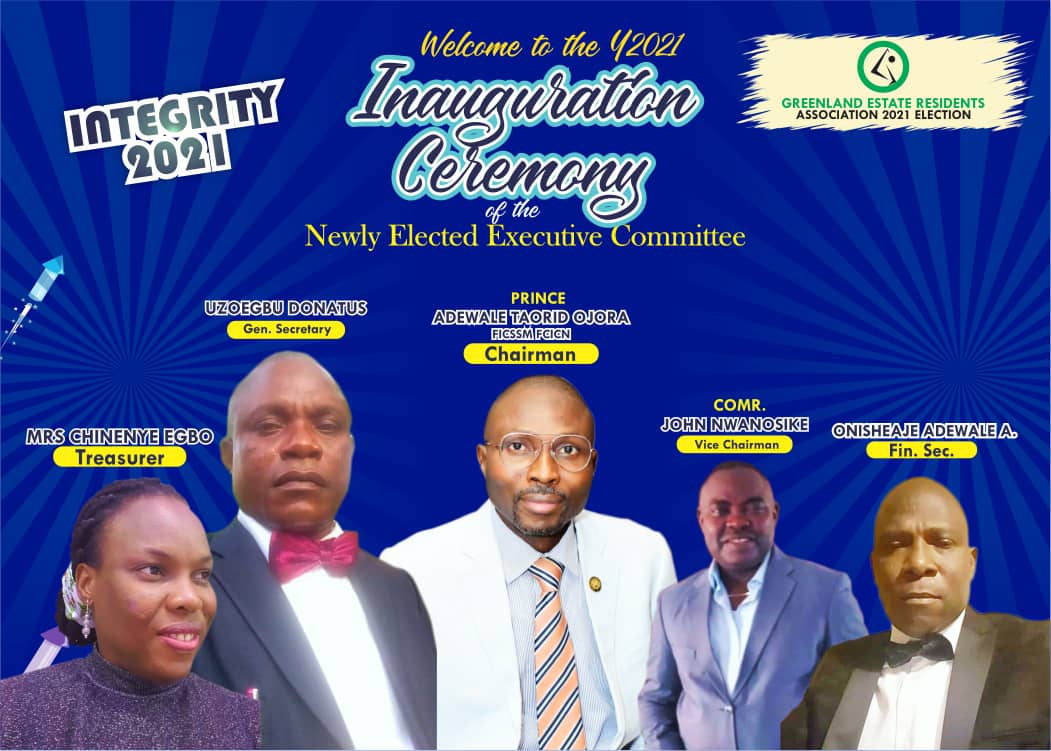 Welcome to the Y2021
Inauguration
Ceremony
of the
Newly Elected Executive Committee
INTEGRITY
2021
GREENLAND ESTATE RESIDENTS
ASSOCIATION 2021 ELECTION
UZOEGBU DONATUS
Gen. Secretary
PRINCE
ADEWALE TAORID OJORA
FICSSM FCICN
Chairman
COMR.
JOHN NWANOSIKE
Vice Chairman
MRS CHINENYE EGBO
Treasurer
ONISHEAJE ADEWALE A.
Fin. Sec.